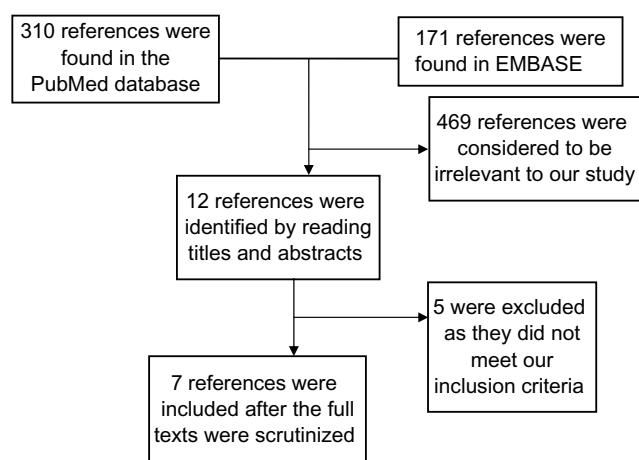 310 references were
found in the
PubMed database
171 references were
found in EMBASE
469 references were
considered to be
irrelevant to our study
12 references were
identified by reading
titles and abstracts
5 were excluded
as they did not
meet our
inclusion criteria
7 references were
included after the full
texts were scrutinized